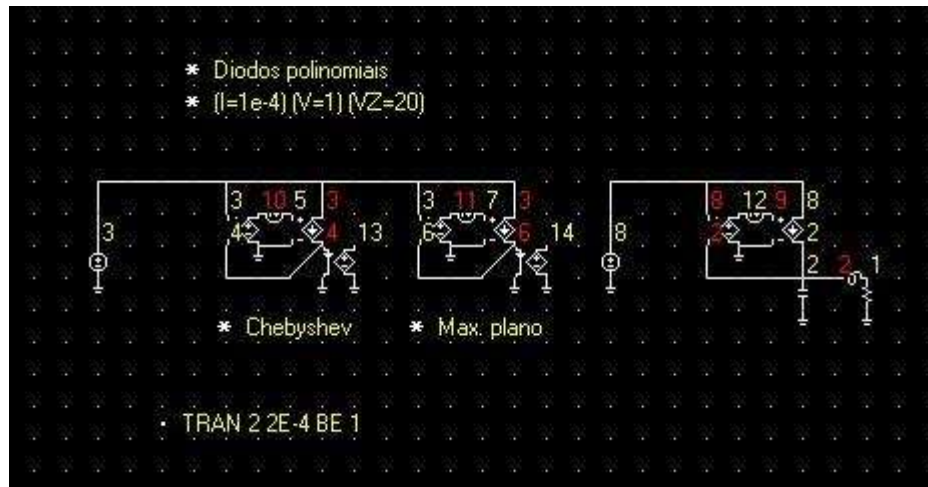 * Diodos polinomiais
* (I=1e-4) (V=1) (VZ=20)
3 10 5 3 3 11 7 3 8 12 9 8
3 4 4 13 6 6 14 8 2 2
2 2 1
* Chebyshev * Max. plano
. TRAN 2 2E-4 BE 1